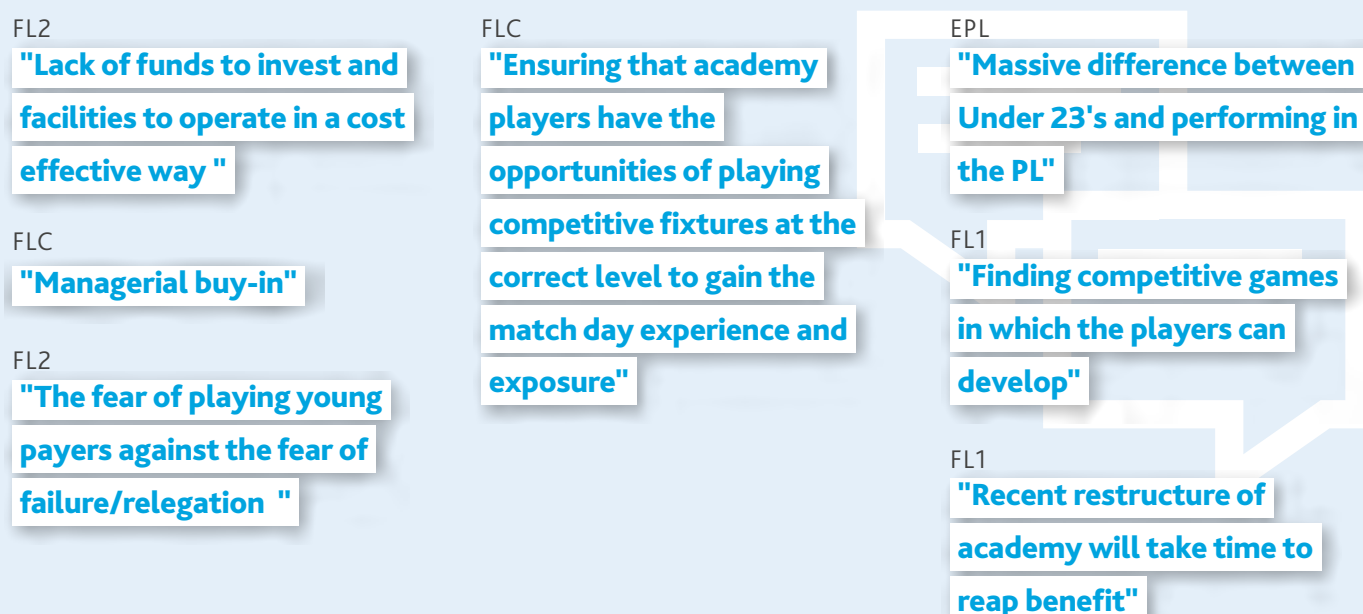 FL2
"Lack of funds to invest and
facilities to operate in a cost
effective way "
FLC
"Managerial buy-in"
FL2
"The fear of playing young
payers against the fear of
failure/relegation "
FLC
"Ensuring that academy
players have the
opportunities of playing
competitive fixtures at the
correct level to gain the
match day experience and
exposure"
EPL
"Massive difference between
Under 23's and performing in
the PL"
FL1
"Finding competitive games
in which the players can
develop"
FL1
"Recent restructure of
academy will take time to
reap benefit"